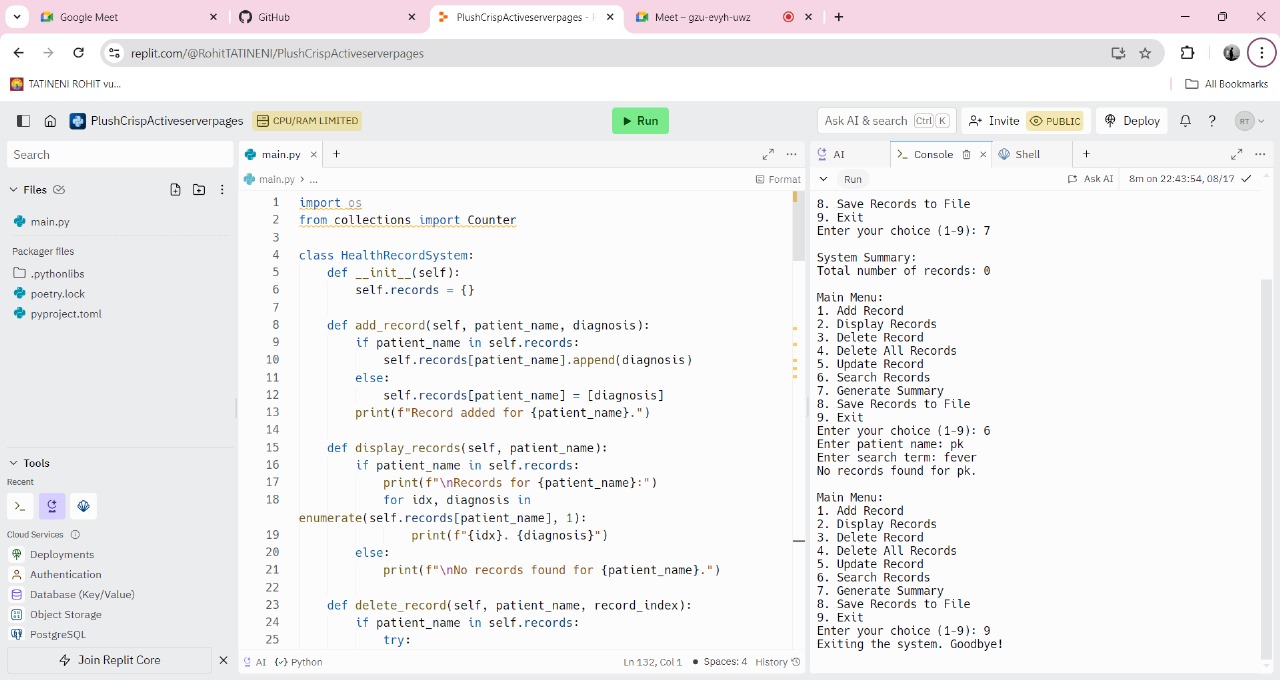 Google Meet
GitHub
PlushCrispActiveserverpages - 
Meet – gzu-evyh-uwz
replit.com/@RohitTATINENI/PlushCrispActiveserverpages
TATINENI ROHIT vu...
All Bookmarks
PlushCrispActiveserverpages
CPU/RAM LIMITED
Run
Ask AI & search Ctrl K
Invite
PUBLIC
Deploy
RT
Search
Files
main.py
Packager files
.pythonlibs
poetry.lock
pyproject.toml
Tools
Recent
Cloud Services
Deployments
Authentication
Database (Key/Value)
Object Storage
PostgreSQL
Join Replit Core
main.py
main.py > ...
Format
1 import os
2 from collections import Counter
3
4 class HealthRecordSystem:
5 def __init__(self):
6 self.records = {}
7
8 def add_record(self, patient_name, diagnosis):
9 if patient_name in self.records:
10 self.records[patient_name].append(diagnosis)
11 else:
12 self.records[patient_name] = [diagnosis]
13 print(f"Record added for {patient_name}.")
14
15 def display_records(self, patient_name):
16 if patient_name in self.records:
17 print(f"\nRecords for {patient_name}:")
18 for idx, diagnosis in
enumerate(self.records[patient_name], 1):
19 print(f"{idx}. {diagnosis}")
20 else:
21 print(f"\nNo records found for {patient_name}.")
22
23 def delete_record(self, patient_name, record_index):
24 if patient_name in self.records:
25 try:
AI
Python
Ln 132, Col 1
Spaces: 4
History
AI
Console
Shell
Run
Ask AI
8m on 22:43:54, 08/17
8. Save Records to File
9. Exit
Enter your choice (1-9): 7
System Summary:
Total number of records: 0
Main Menu:
1. Add Record
2. Display Records
3. Delete Record
4. Delete All Records
5. Update Record
6. Search Records
7. Generate Summary
8. Save Records to File
9. Exit
Enter your choice (1-9): 6
Enter patient name: pk
Enter search term: fever
No records found for pk.
Main Menu:
1. Add Record
2. Display Records
3. Delete Record
4. Delete All Records
5. Update Record
6. Search Records
7. Generate Summary
8. Save Records to File
9. Exit
Enter your choice (1-9): 9
Exiting the system. Goodbye!